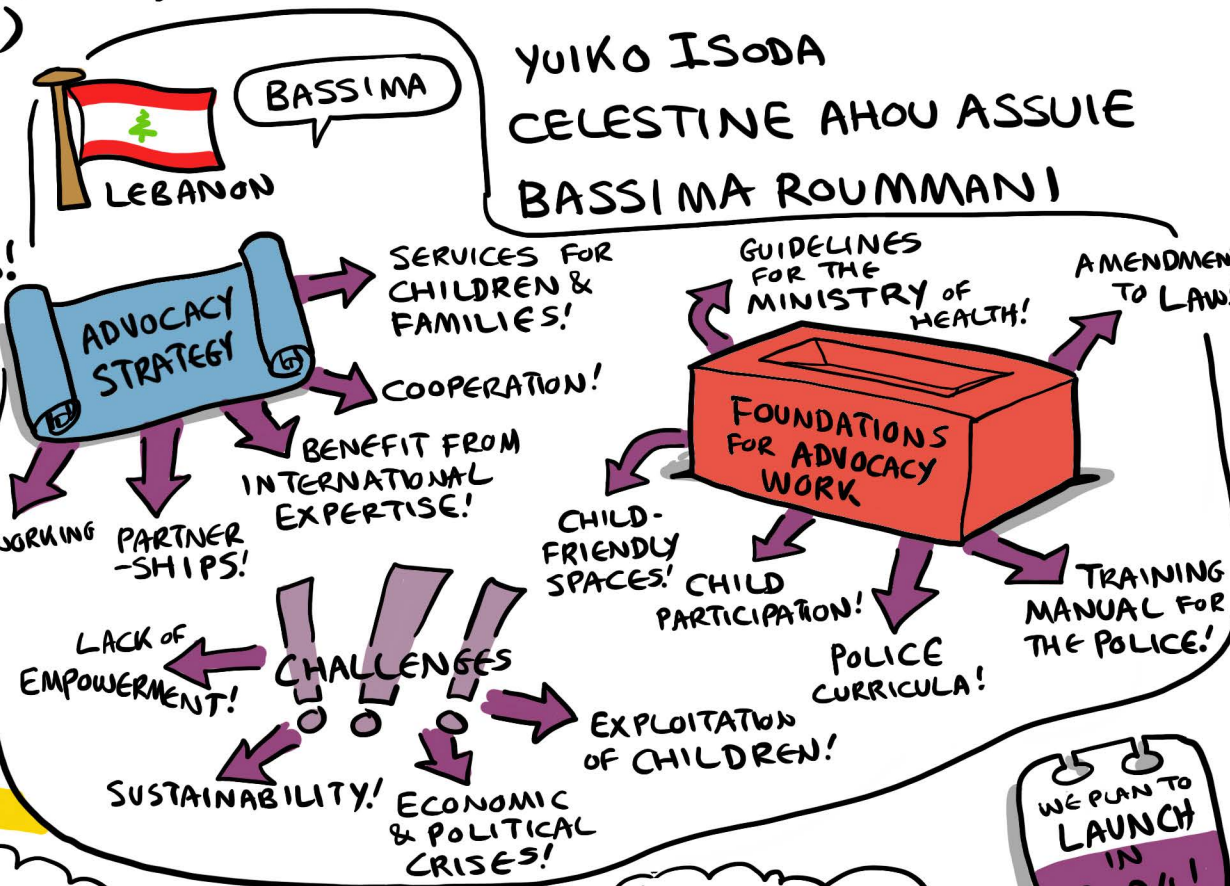 YUIKO ISODA
CELESTINE AHOU ASSUIE
BASSIMA ROUMMANI
BASSIMA
LEBANON
ADVOCACY
STRATEGY
SERVICES FOR
CHILDREN &
FAMILIES!
COOPERATION!
BENEFIT FROM
INTERNATIONAL
EXPERTISE!
PARTNER
-SHIPS!
GUIDELINES
FOR THE
MINISTRY OF
HEALTH!
TO
FOUNDATIONS
FOR ADVOCACY
WORK
CHILD-
FRIENDLY
SPACES!
CHILD
PARTICIPATION!
POLICE
CURRICULA!
TRAINING
MANUAL FOR
THE POLICE!
CHALLENGES
LACK OF
EMPOWERMENT!
SUSTAINABILITY!
ECONOMIC
& POLITICAL
CRISES!
EXPLOITATION
OF CHILDREN!
WE PLAN TO
LAUNCH
IN